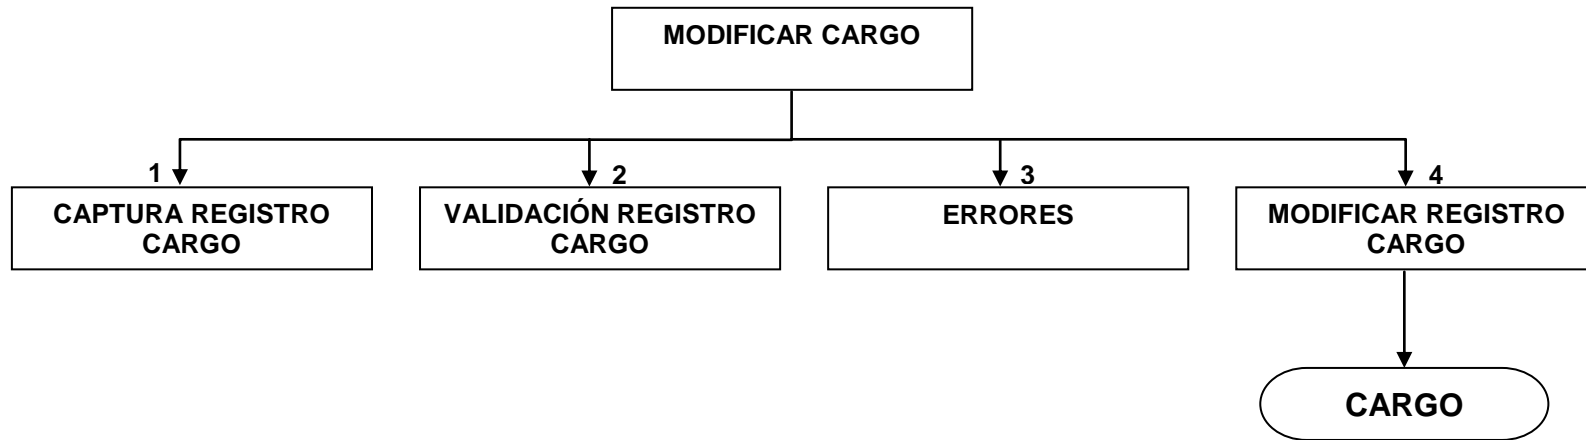 MODIFICAR CARGO
1
2
3
4
CAPTURA REGISTRO
CARGO
VALIDACIÓN REGISTRO
CARGO
ERRORES
MODIFICAR REGISTRO
CARGO
CARGO